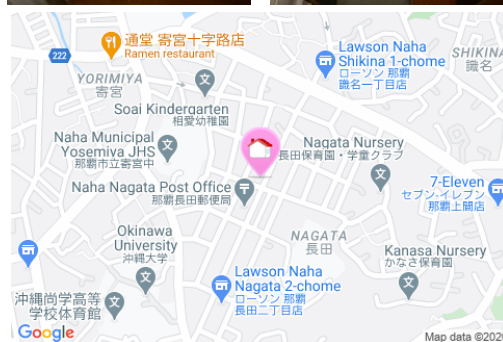 通堂 寄宮十字路店
Ramen restaurant
222
Lawson Naha
Shikina 1-chome
ローソン 那覇
識名一丁目店
SHIKINA
識名
YORIMIYA
寄宮
Soai Kindergarten
相愛幼稚園
Naha Municipal
Yosemiya JHS
那覇市立寄宮中
Nagata Nursery
長田保育園・学童クラブ
Naha Nagata Post Office
那覇長田郵便局
7-Eleven
セブン-イレブン
那覇上間店
Okinawa
University
沖縄大学
NAGATA
長田
Kanasa Nursery
かなさ保育園
Lawson Naha
Nagata 2-chome
ローソン 那覇
長田二丁目店
沖縄尚学高等
学校体育館
Google
Map data ©202